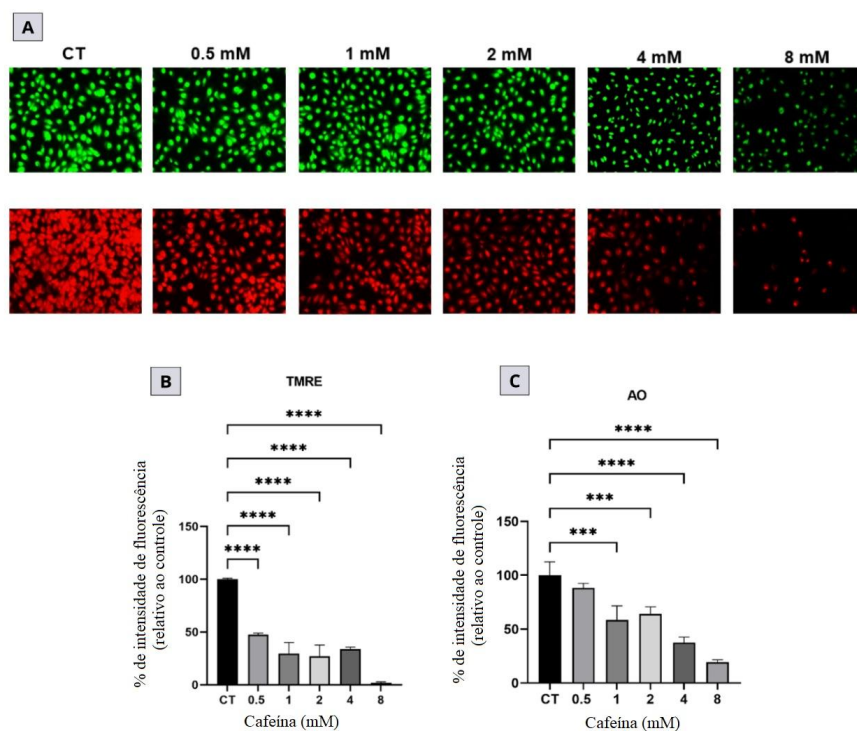 A
CT 0.5 mM 1 mM 2 mM 4 mM 8 mM
B
TMRE
****
****
****
****
****
% de intensidade de fluorescência
(relativo ao controle)
150
100
50
0
CT 0.5 1 2 4 8
Cafeína (mM)
C
AO
****
****
***
***
% de intensidade de fluorescência
(relativo ao controle)
150
100
50
0
CT 0.5 1 2 4 8
Cafeína (mM)